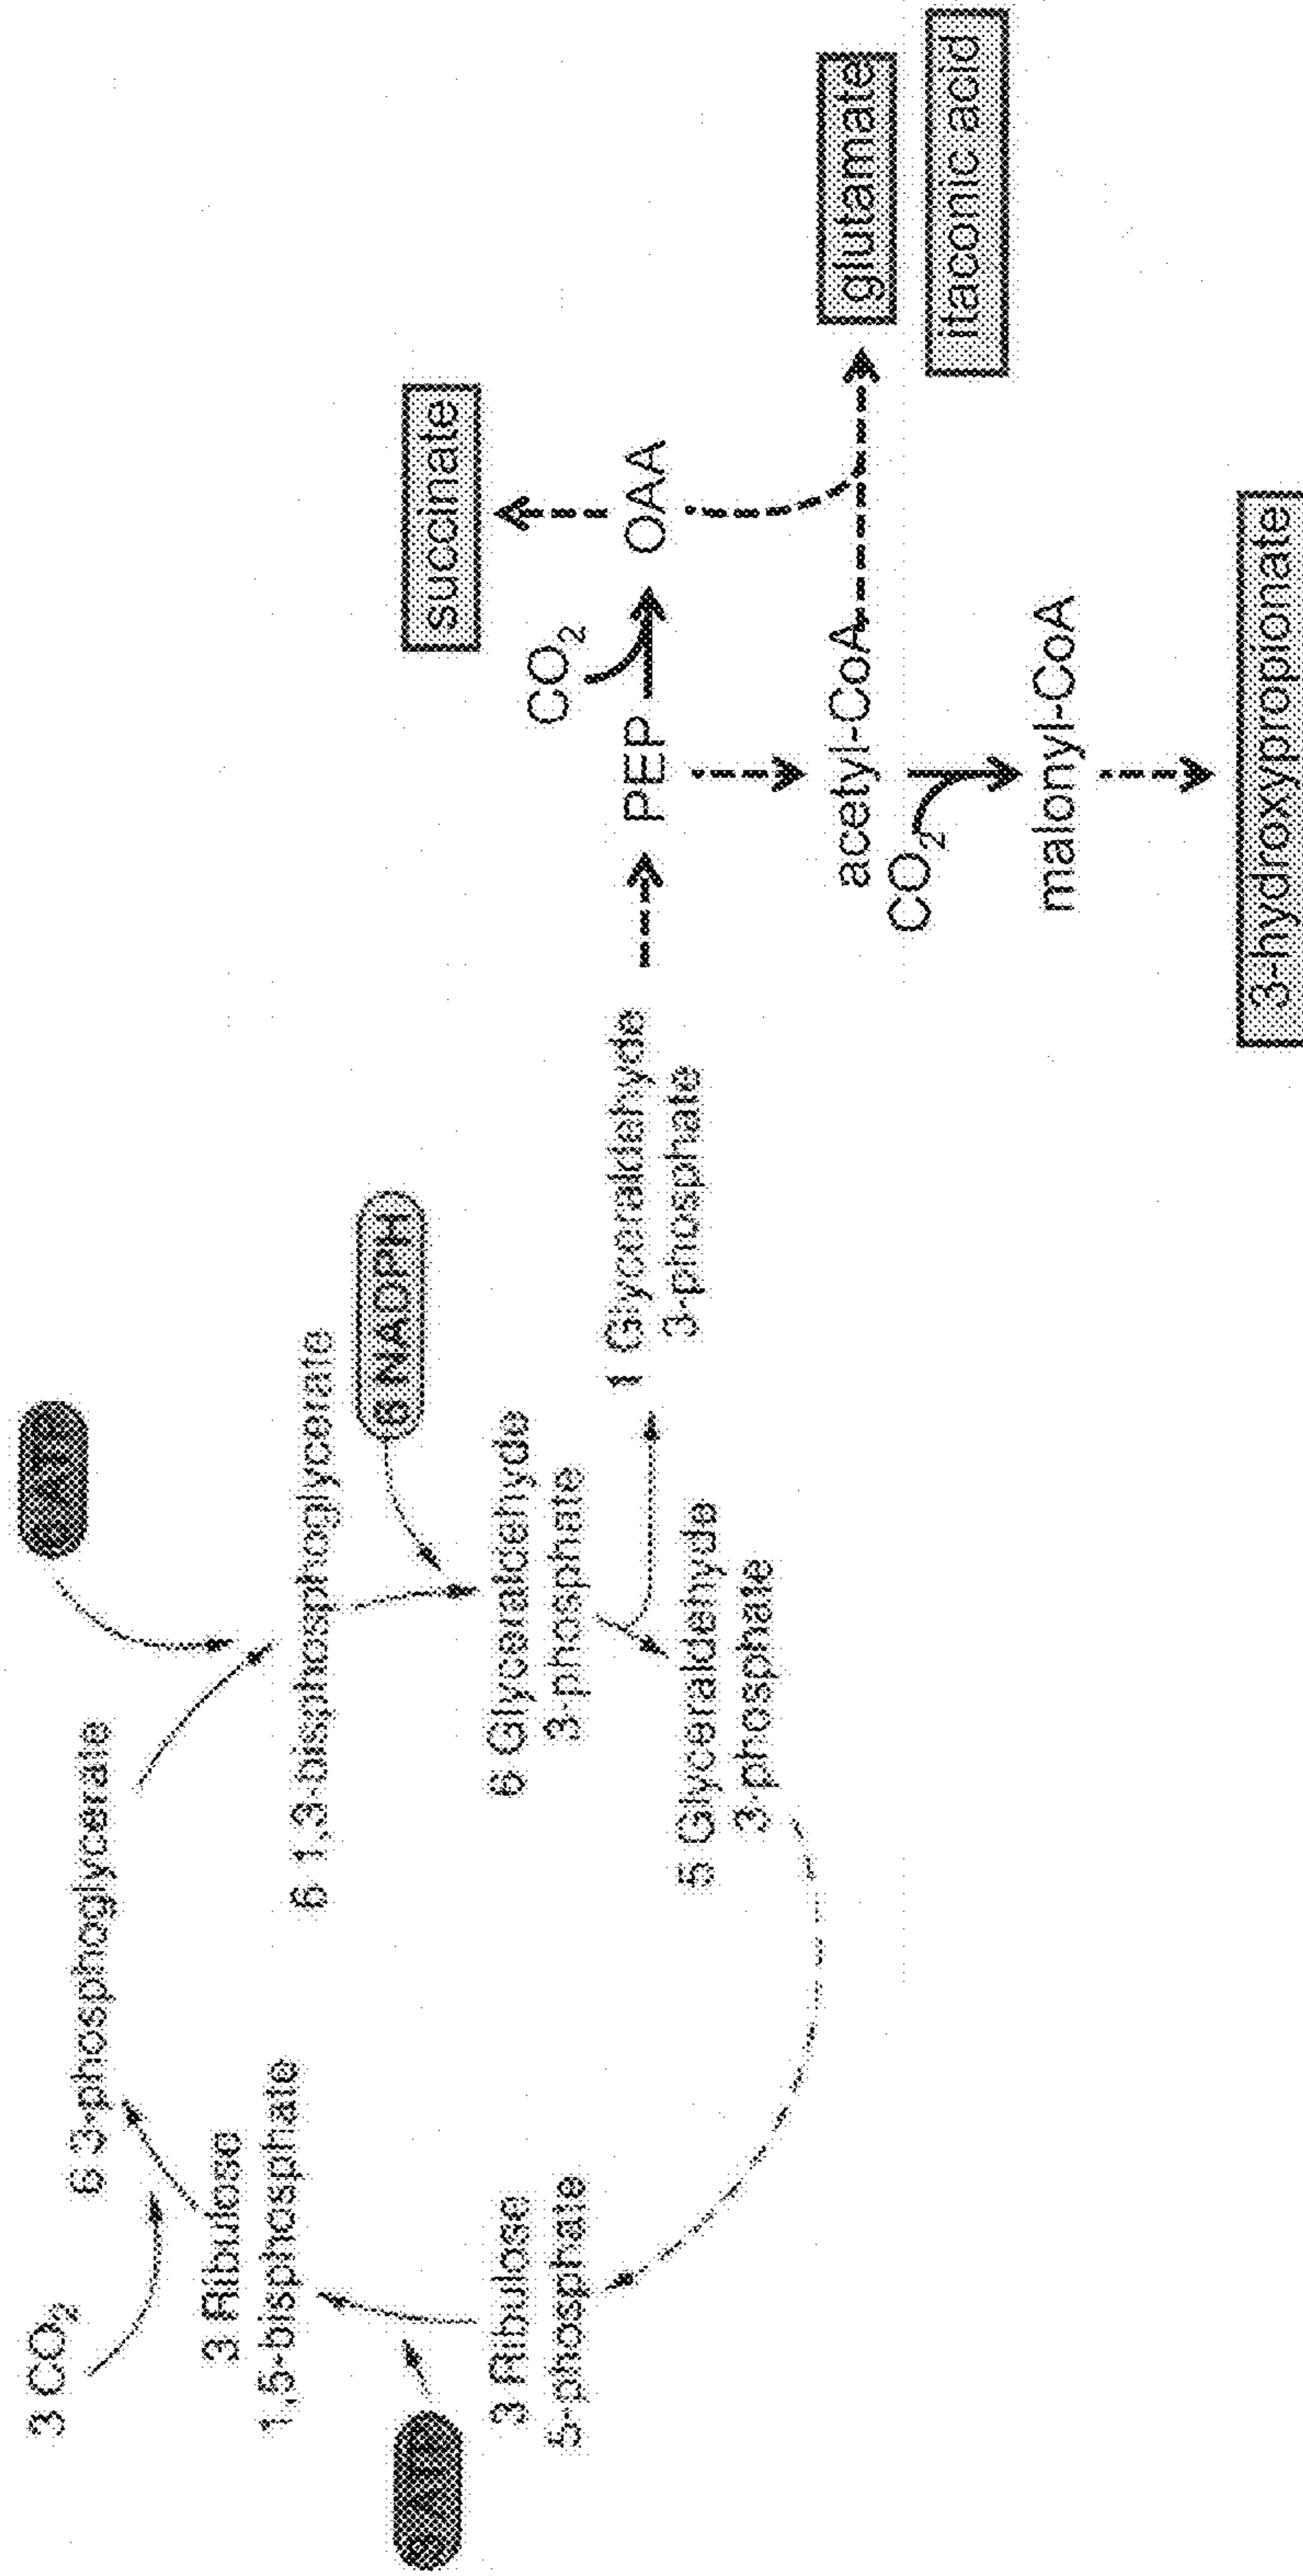 3 CO₂
6 3-phosphoglycerate
ATP
3 Ribulose
1,5-bisphosphate
6 1,3-bisphosphoglycerate
6 NADPH
ATP
3 Ribulose
5-phosphate
6 Glyceraldehyde
3-phosphate
5 Glyceraldehyde
3-phosphate
1 Glyceraldehyde
3-phosphate
succinate
CO₂
PEP
OAA
acetyl-CoA
glutamate
itaconic acid
CO₂
malonyl-CoA
3-hydroxypropionate